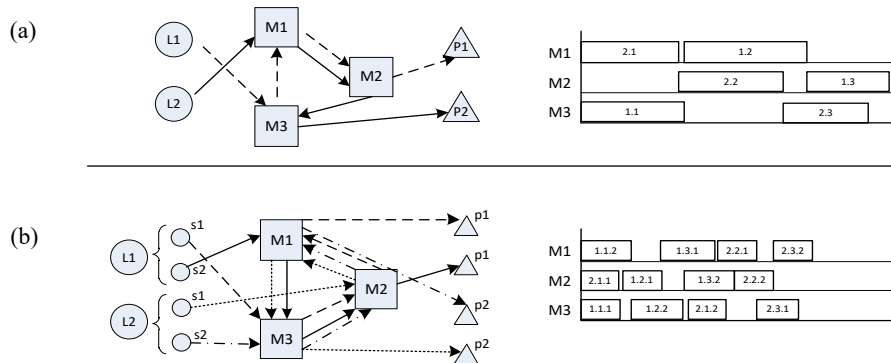 (a)
L1
L2
M1
M2
M3
P1
P2
M1 2.1 1.2
M2 2.2 1.3
M3 1.1 2.3
(b)
L1
s1
s2
L2
s1
s2
M1
M2
M3
p1
p1
p2
p2
M1 1.1.2 1.3.1 2.2.1 2.3.2
M2 2.1.1 1.2.1 1.3.2 2.2.2
M3 1.1.1 1.2.2 2.1.2 2.3.1